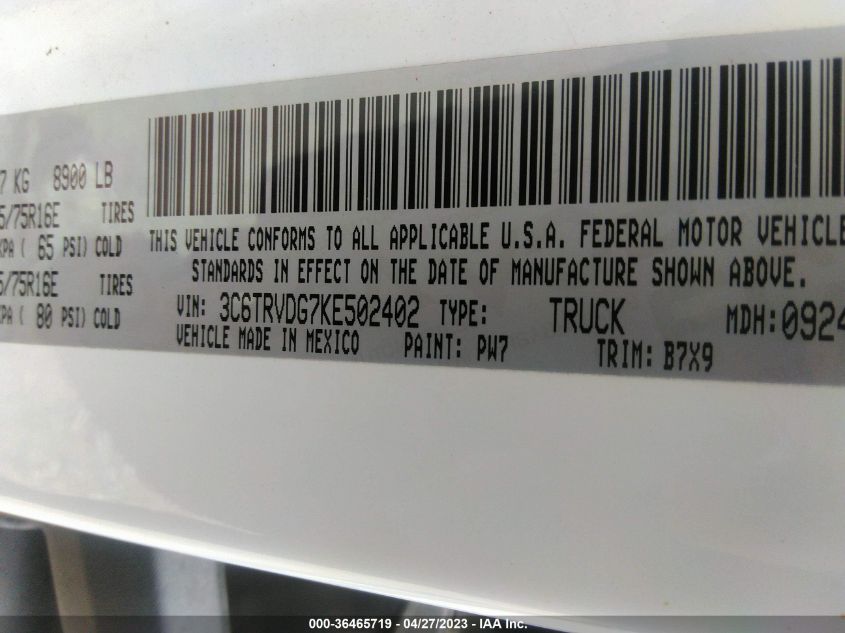 7 KG 8900 LB
5/75R16E TIRES
KPA ( 65 PSI) COLD
5/75R16E TIRES
KPA ( 80 PSI) COLD
THIS VEHICLE CONFORMS TO ALL APPLICABLE U.S.A. FEDERAL MOTOR VEHICLE
STANDARDS IN EFFECT ON THE DATE OF MANUFACTURE SHOWN ABOVE.
VIN: 3C6TRVDG7KE502402 TYPE: TRUCK MDH: 0924
VEHICLE MADE IN MEXICO PAINT: PW7 TRIM: B7X9
000-36465719 - 04/27/2023 - IAA Inc.